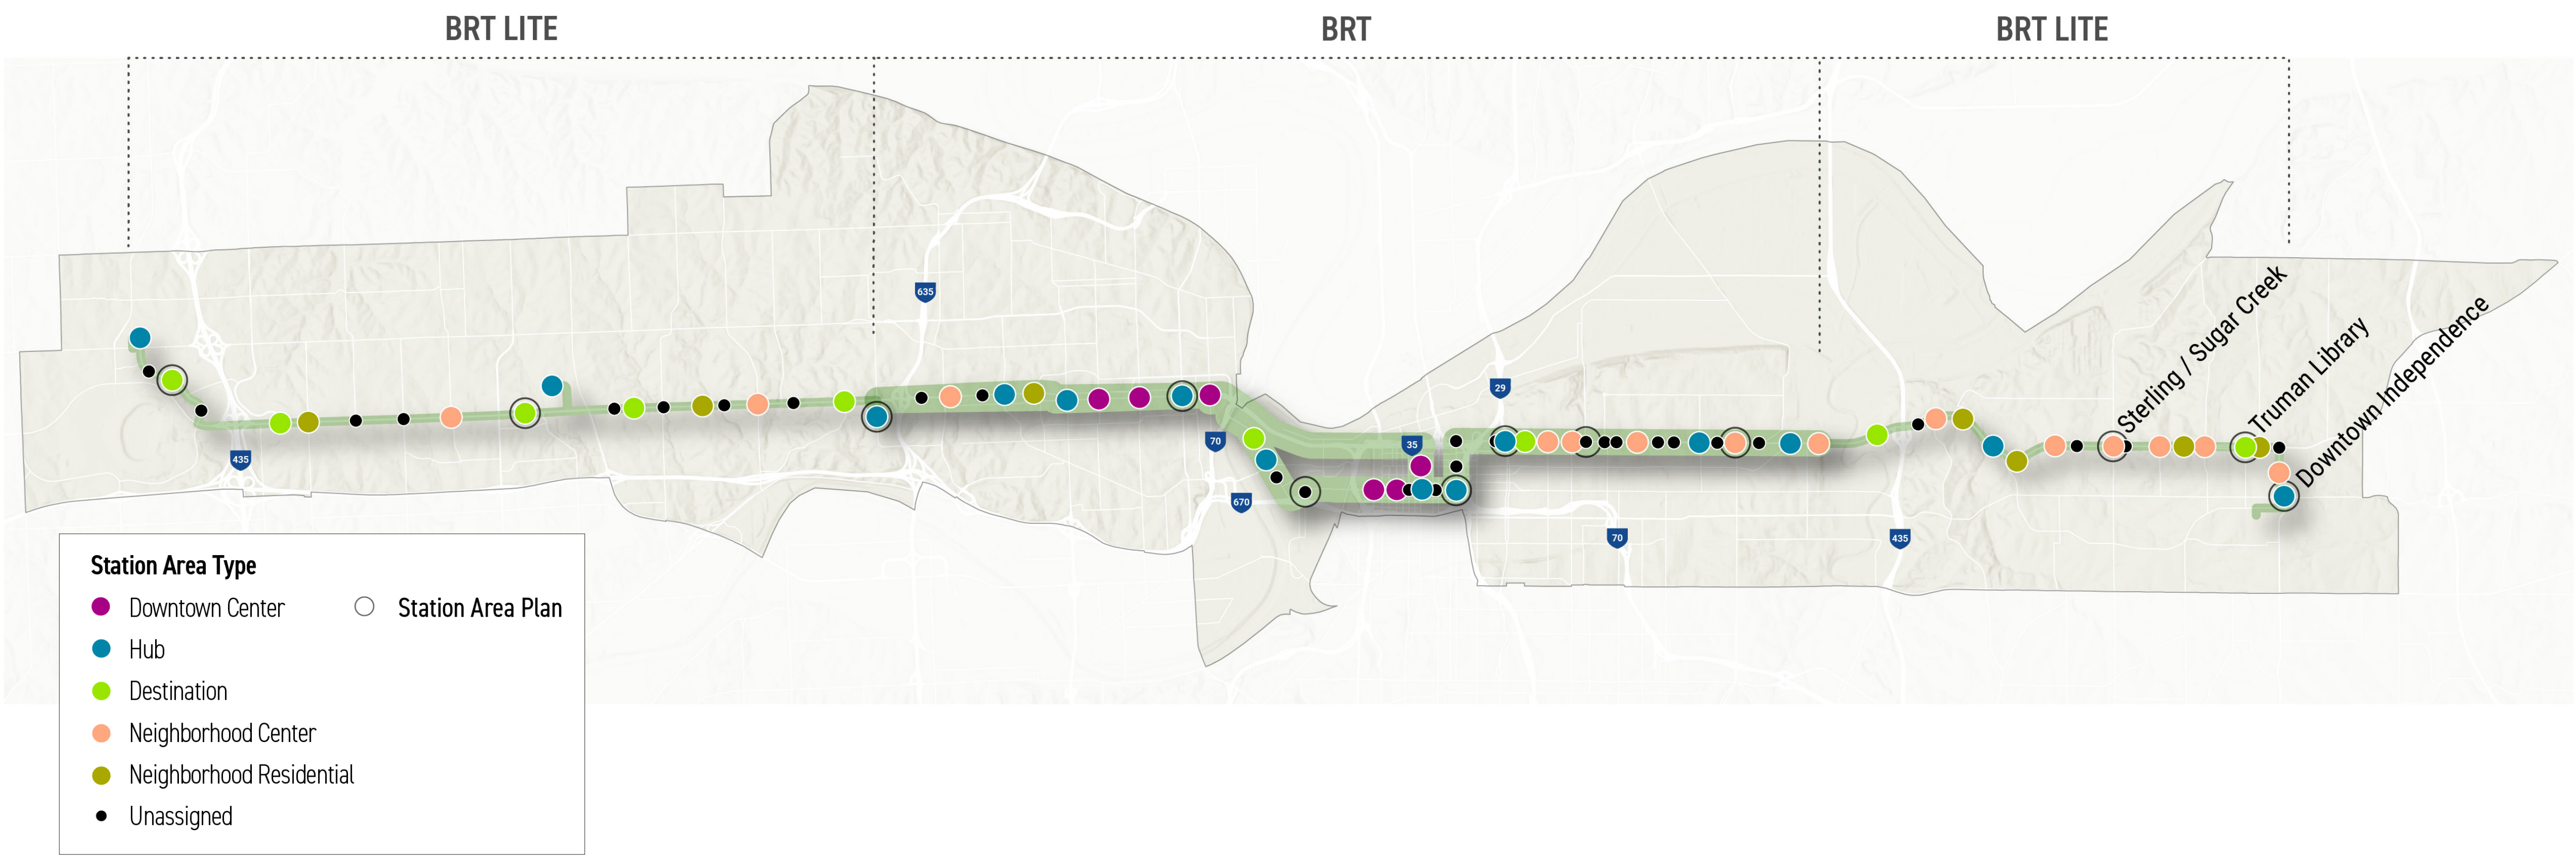 BRT LITE
BRT
BRT LITE
635
29
435
70
35
670
70
435
Sterling / Sugar Creek
Truman Library
Downtown Independence
Station Area Type
Downtown Center
Station Area Plan
Hub
Destination
Neighborhood Center
Neighborhood Residential
Unassigned